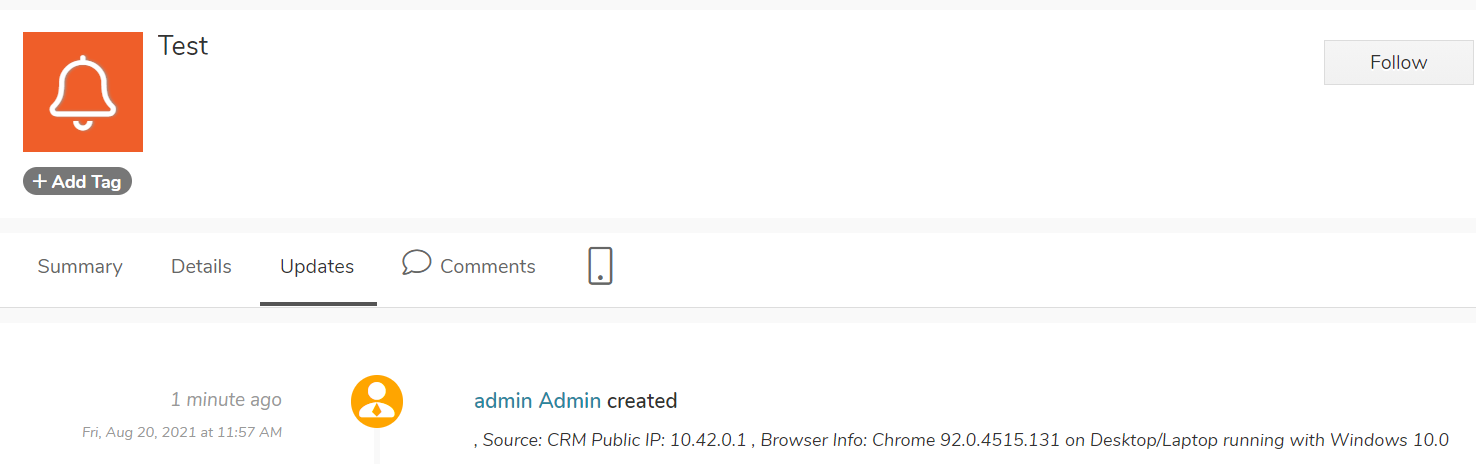 Test
Follow
+ Add Tag
Summary Details Updates Comments
1 minute ago
admin Admin created
Fri, Aug 20, 2021 at 11:57 AM
, Source: CRM Public IP: 10.42.0.1 , Browser Info: Chrome 92.0.4515.131 on Desktop/Laptop running with Windows 10.0